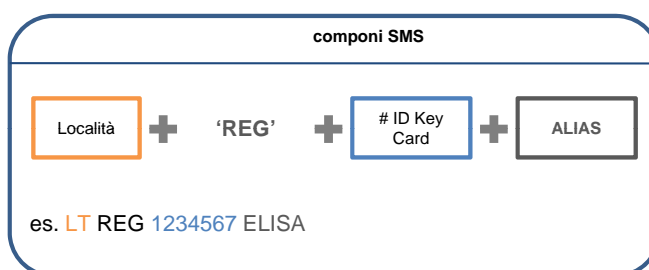 componi SMS
Località + 'REG' + # ID Key Card + ALIAS
es. LT REG 1234567 ELISA